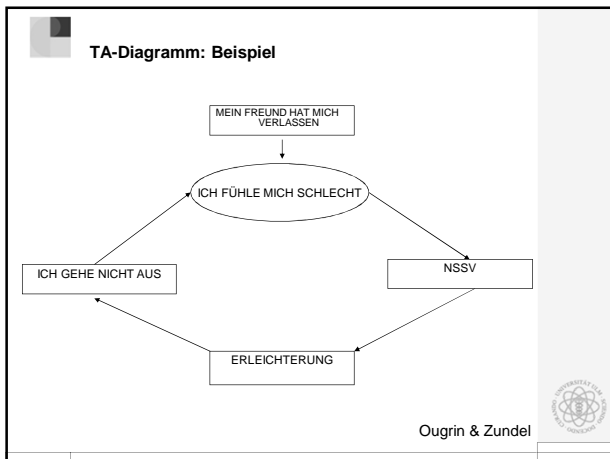 TA-Diagramm: Beispiel
MEIN FREUND HAT MICH
VERLASSEN
ICH FÜHLE MICH SCHLECHT
ICH GEHE NICHT AUS
NSSV
ERLEICHTERUNG
Ougrin & Zundel